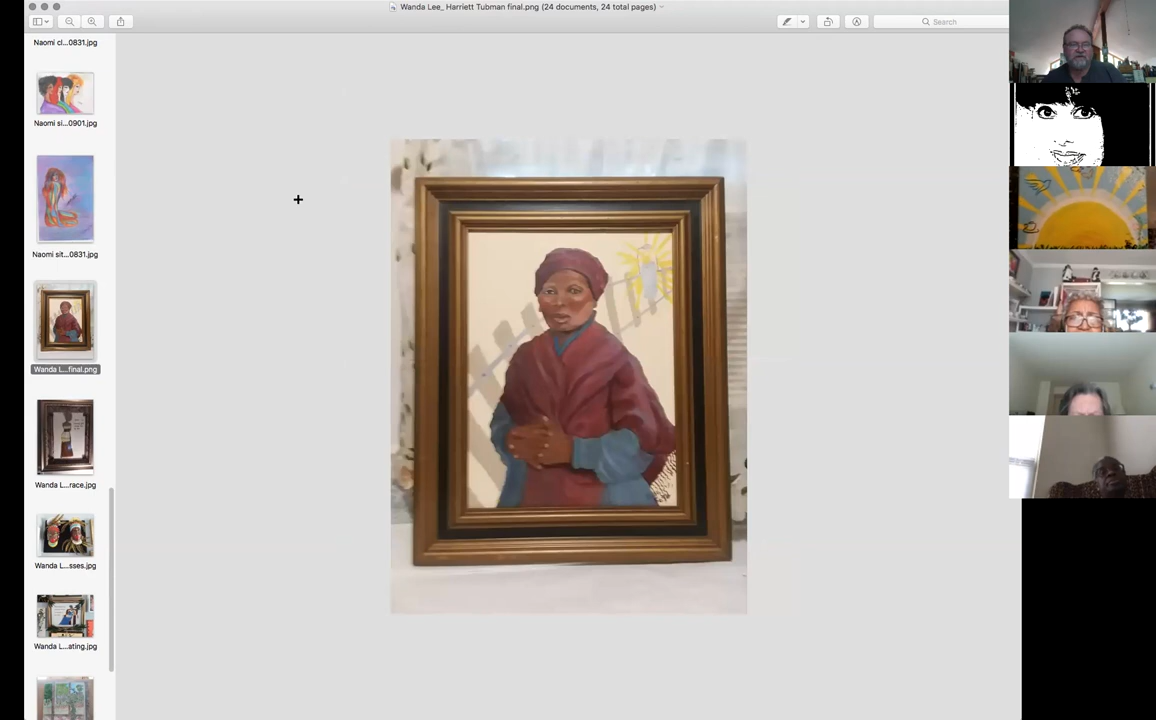 Wanda Lee_ Harriett Tubman final.png (24 documents, 24 total pages)
Search
Naomi cl...0831.jpg
Naomi si...0901.jpg
Naomi sit...0831.jpg
Wanda L...final.png
Wanda L...race.jpg
Wanda L...sses.jpg
Wanda L...ating.jpg